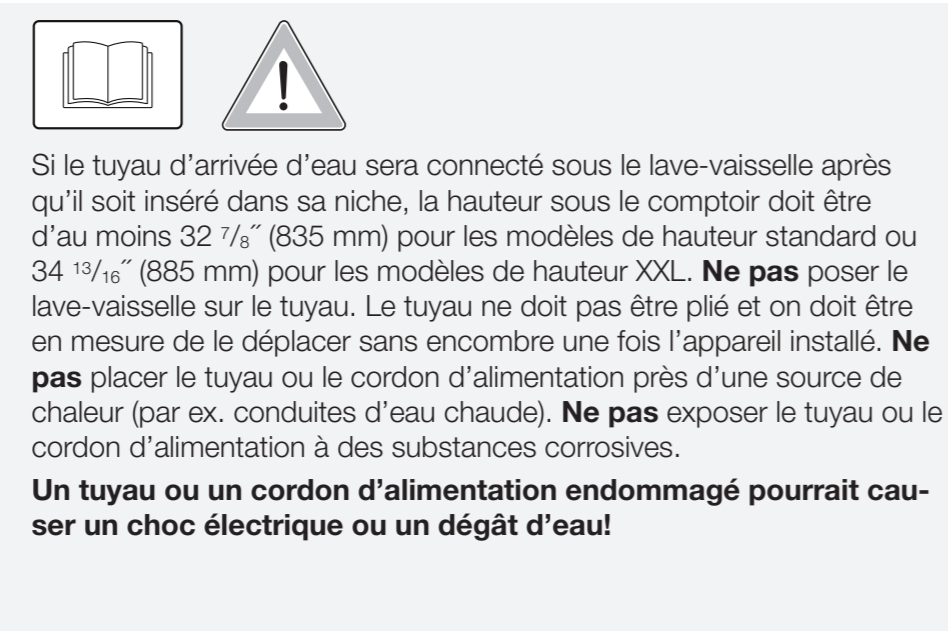 Si le tuyau d’arrivée d’eau sera connecté sous le lave-vaisselle après
qu’il soit inséré dans sa niche, la hauteur sous le comptoir doit être
d’au moins 32 7/8˝ (835 mm) pour les modèles de hauteur standard ou
34 13/16˝ (885 mm) pour les modèles de hauteur XXL. Ne pas poser le
lave-vaisselle sur le tuyau. Le tuyau ne doit pas être plié et on doit être
en mesure de le déplacer sans encombre une fois l’appareil installé. Ne
pas placer le tuyau ou le cordon d’alimentation près d’une source de
chaleur (par ex. conduites d’eau chaude). Ne pas exposer le tuyau ou le
cordon d’alimentation à des substances corrosives.
Un tuyau ou un cordon d’alimentation endommagé pourrait cau-
ser un choc électrique ou un dégât d’eau!